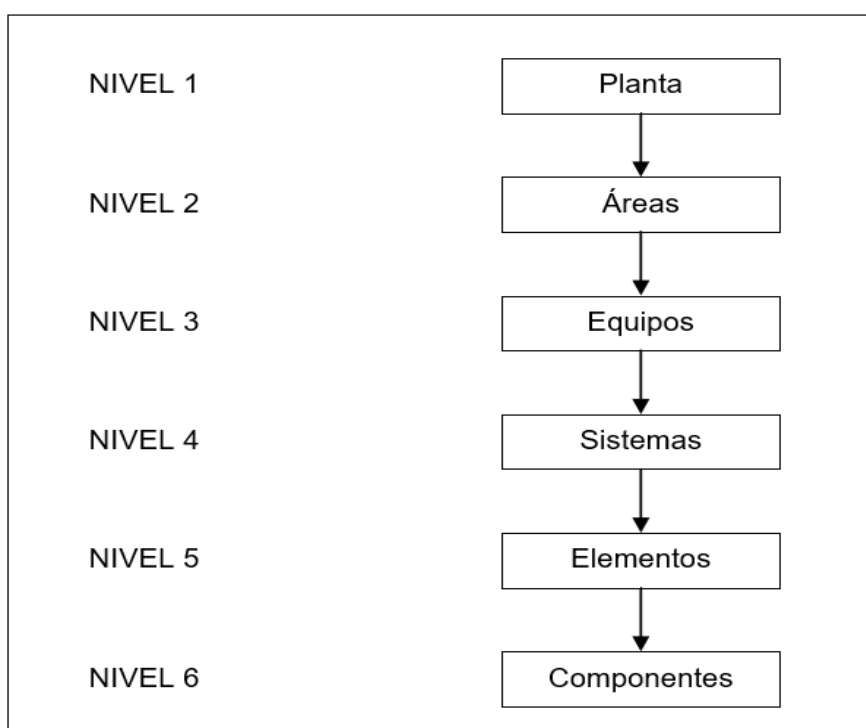 NIVEL 1 Planta
NIVEL 2 Áreas
NIVEL 3 Equipos
NIVEL 4 Sistemas
NIVEL 5 Elementos
NIVEL 6 Componentes